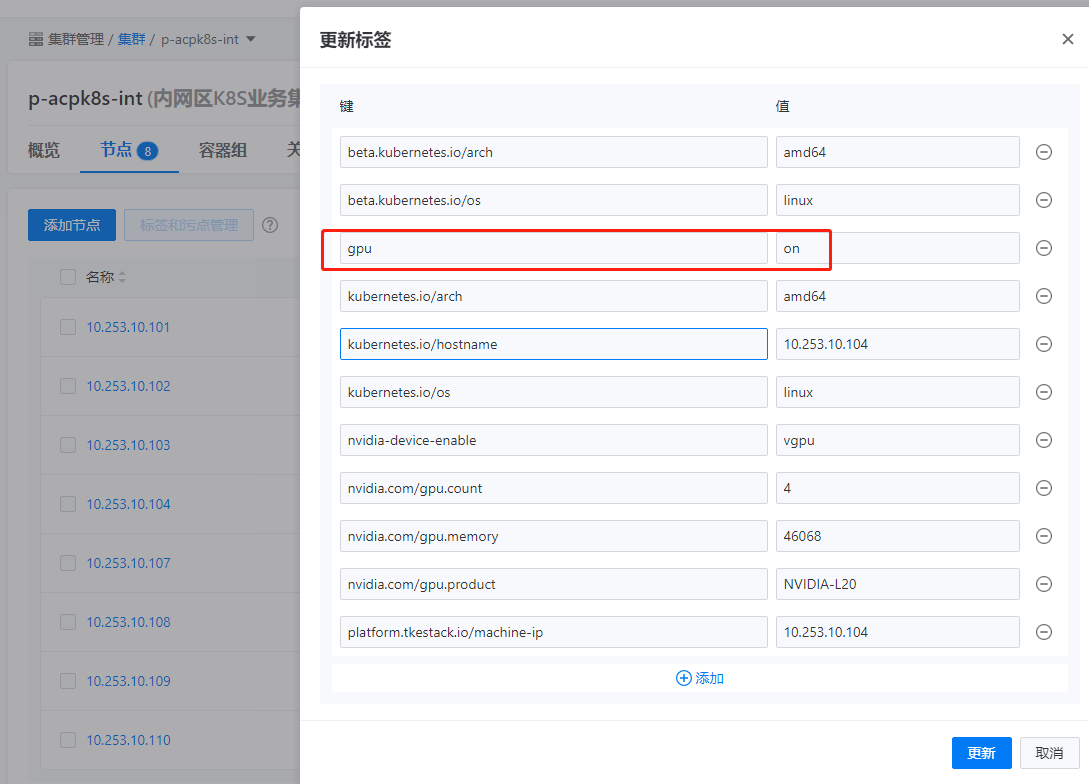 集群管理 / 集群 / p-acpk8s-int
更新标签
p-acpk8s-int (内网区K8S业务集
概览 节点 8 容器组 关
添加节点 标签和污点管理 ?
名称
10.253.10.101
10.253.10.102
10.253.10.103
10.253.10.104
10.253.10.107
10.253.10.108
10.253.10.109
10.253.10.110
键 值
beta.kubernetes.io/arch amd64
beta.kubernetes.io/os linux
gpu on
kubernetes.io/arch amd64
kubernetes.io/hostname 10.253.10.104
kubernetes.io/os linux
nvidia-device-enable vgpu
nvidia.com/gpu.count 4
nvidia.com/gpu.memory 46068
nvidia.com/gpu.product NVIDIA-L20
platform.tkestack.io/machine-ip 10.253.10.104
添加
更新 取消